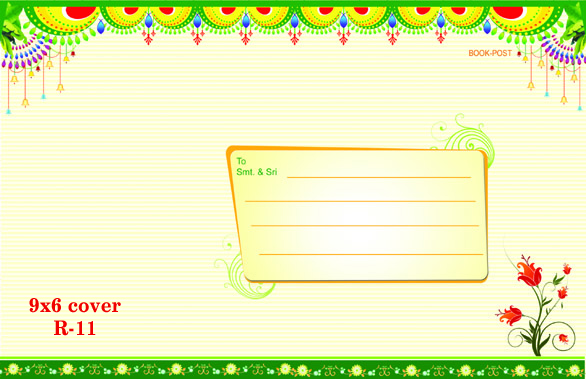 BOOK-POST
To
Smt. & Sri
9x6 cover
R-11